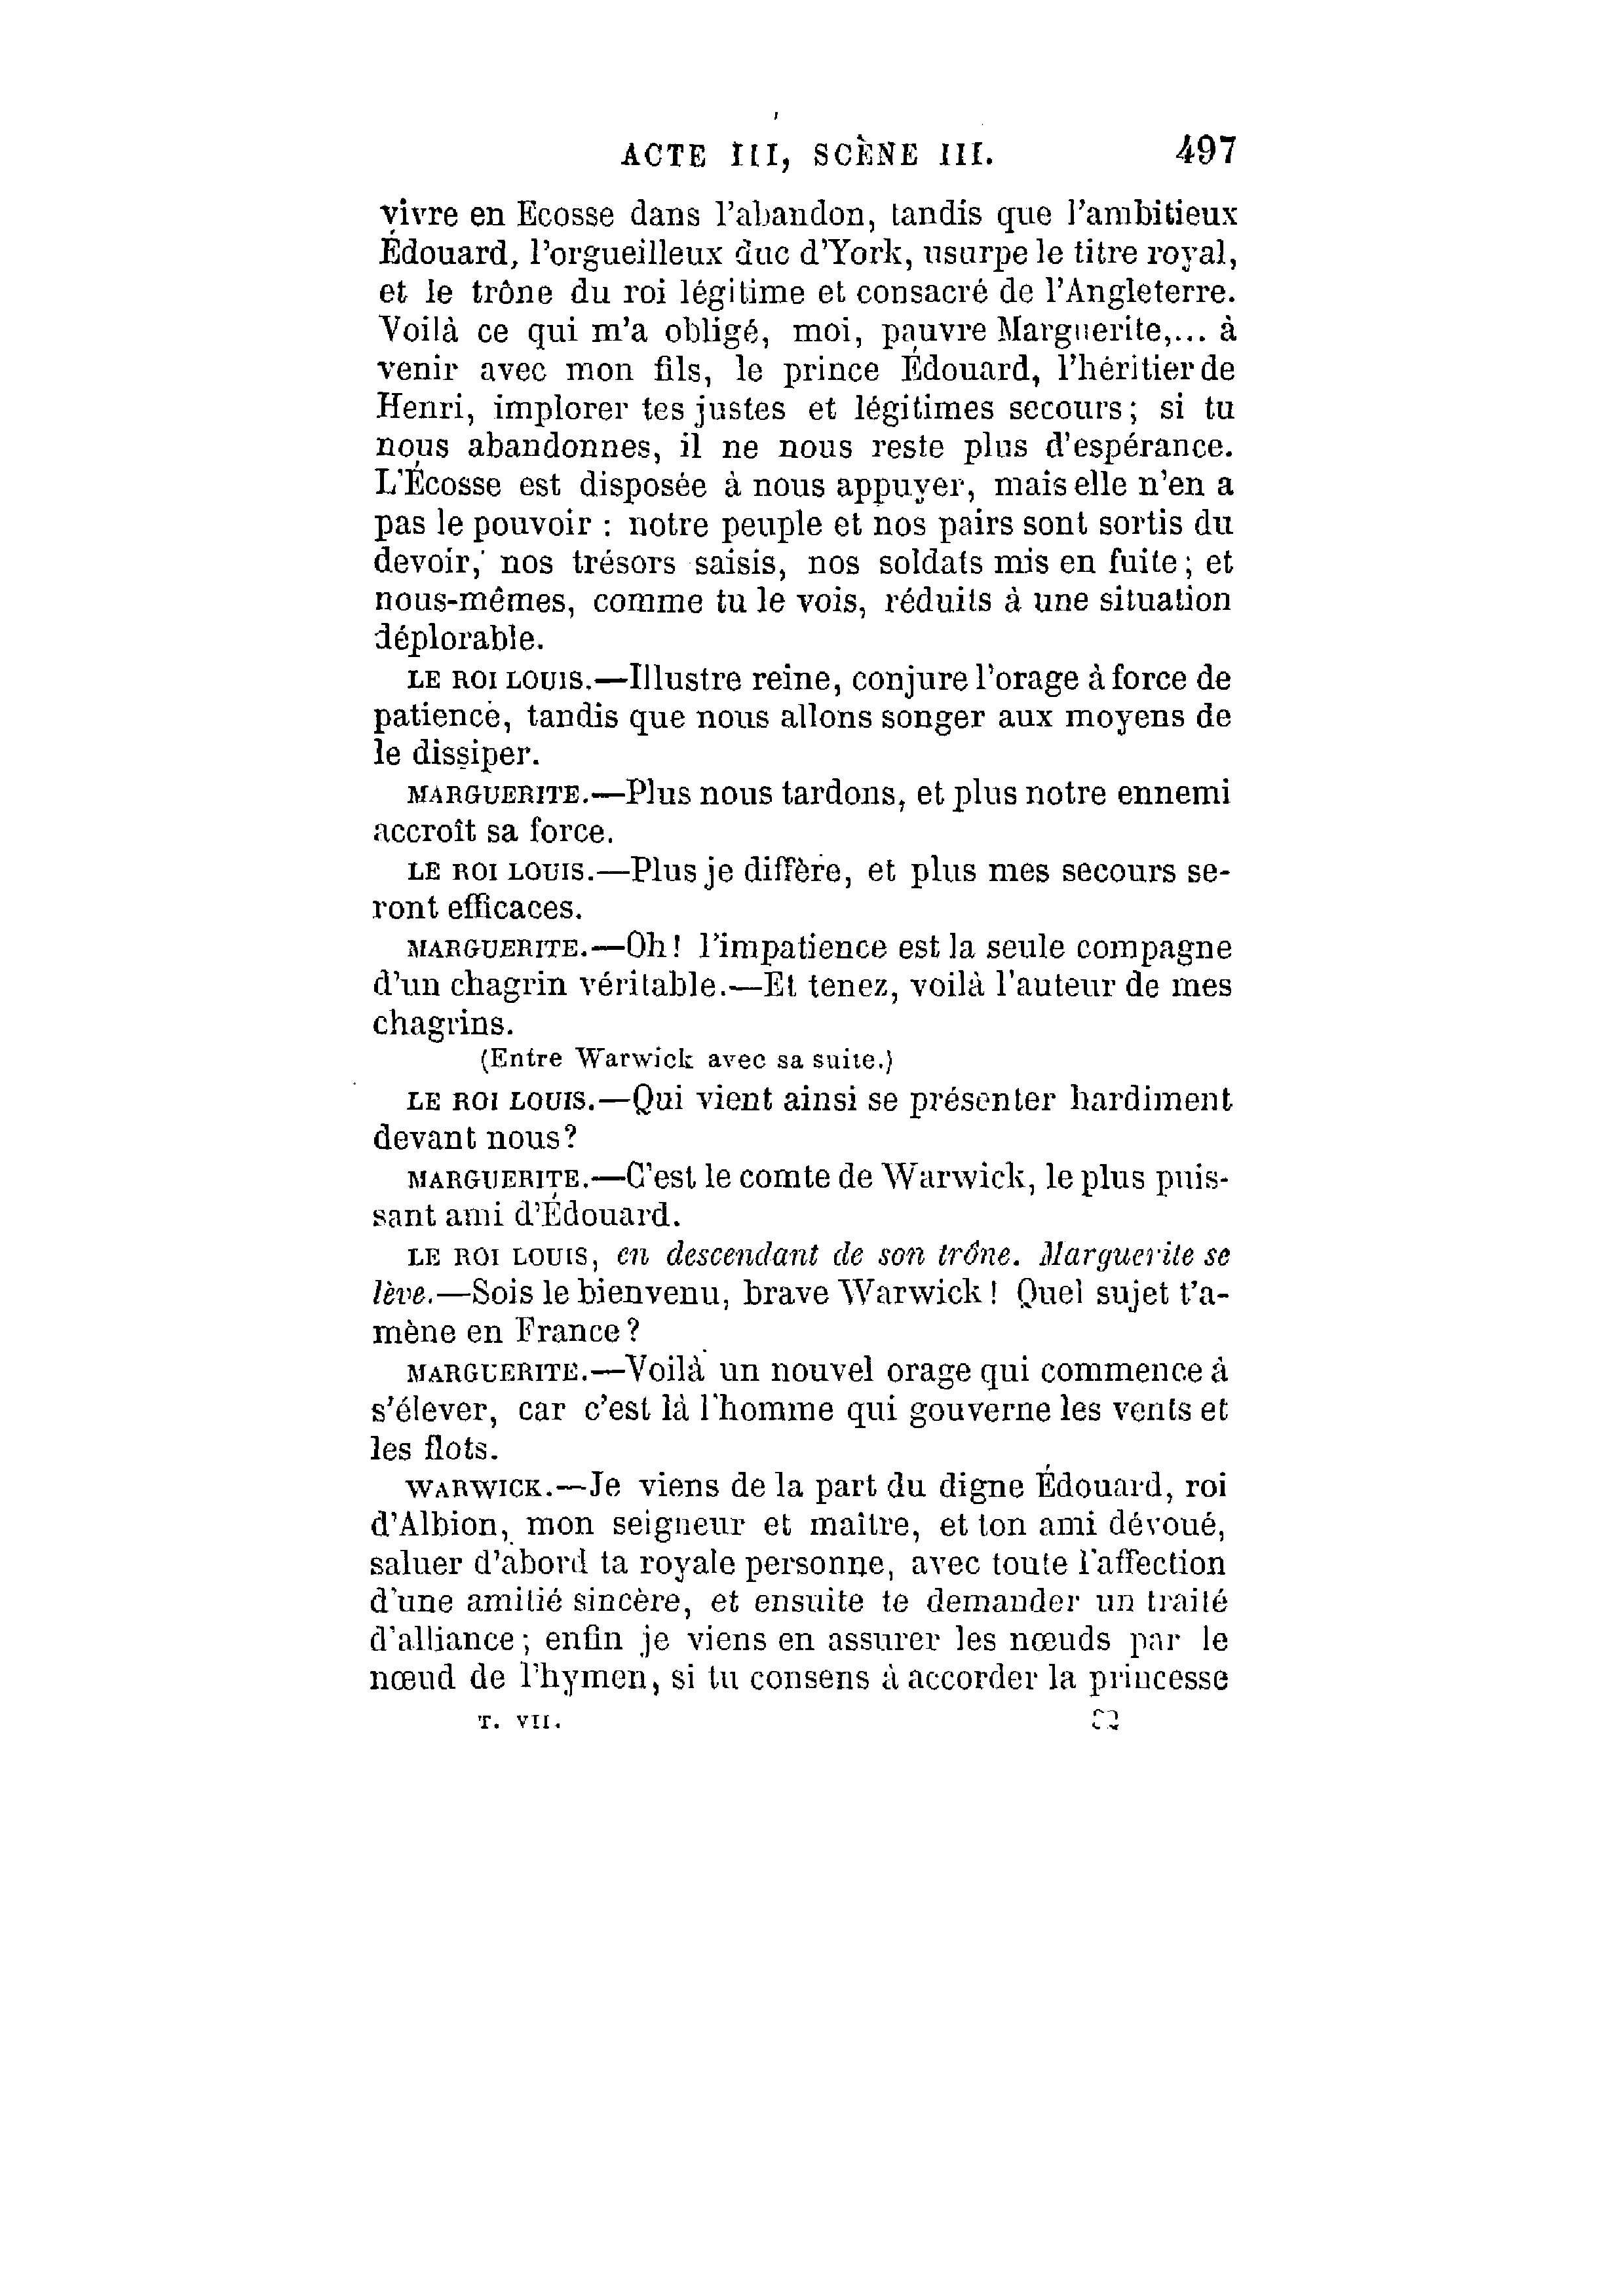 ACTE III, SCÈNE III. 497
vivre en Ecosse dans l'abandon, tandis que l'ambitieux
Édouard, l'orgueilleux duc d'York, usurpe le titre royal,
et le trône du roi légitime et consacré de l'Angleterre.
Voilà ce qui m'a obligé, moi, pauvre Marguerite,... à
venir avec mon fils, le prince Édouard, l'héritier de
Henri, implorer tes justes et légitimes secours; si tu
nous abandonnes, il ne nous reste plus d'espérance.
L'Écosse est disposée à nous appuyer, mais elle n'en a
pas le pouvoir : notre peuple et nos pairs sont sortis du
devoir, nos trésors saisis, nos soldats mis en fuite; et
nous-mêmes, comme tu le vois, réduits à une situation
déplorable.
LE ROI LOUIS.—Illustre reine, conjure l'orage à force de
patience, tandis que nous allons songer aux moyens de
le dissiper.
MARGUERITE.—Plus nous tardons, et plus notre ennemi
accroît sa force.
LE ROI LOUIS.—Plus je diffère, et plus mes secours se-
ront efficaces.
MARGUERITE.—Oh! l'impatience est la seule compagne
d'un chagrin véritable.—Et tenez, voilà l'auteur de mes
chagrins.
(Entre Warwick avec sa suite.)
LE ROI LOUIS.—Qui vient ainsi se présenter hardiment
devant nous?
MARGUERITE.—C'est le comte de Warwick, le plus puis-
sant ami d'Édouard.
LE ROI LOUIS, en descendant de son trône. Marguerite se
lève.—Sois le bienvenu, brave Warwick! Quel sujet t'a-
mène en France?
MARGUERITE.—Voilà un nouvel orage qui commence à
s'élever, car c'est là l'homme qui gouverne les vents et
les flots.
WARWICK.—Je viens de la part du digne Édouard, roi
d'Albion, mon seigneur et maître, et ton ami dévoué,
saluer d'abord ta royale personne, avec toute l'affection
d'une amitié sincère, et ensuite te demander un traité
d'alliance; enfin je viens en assurer les nœuds par le
nœud de l'hymen, si tu consens à accorder la princesse
T. VII.